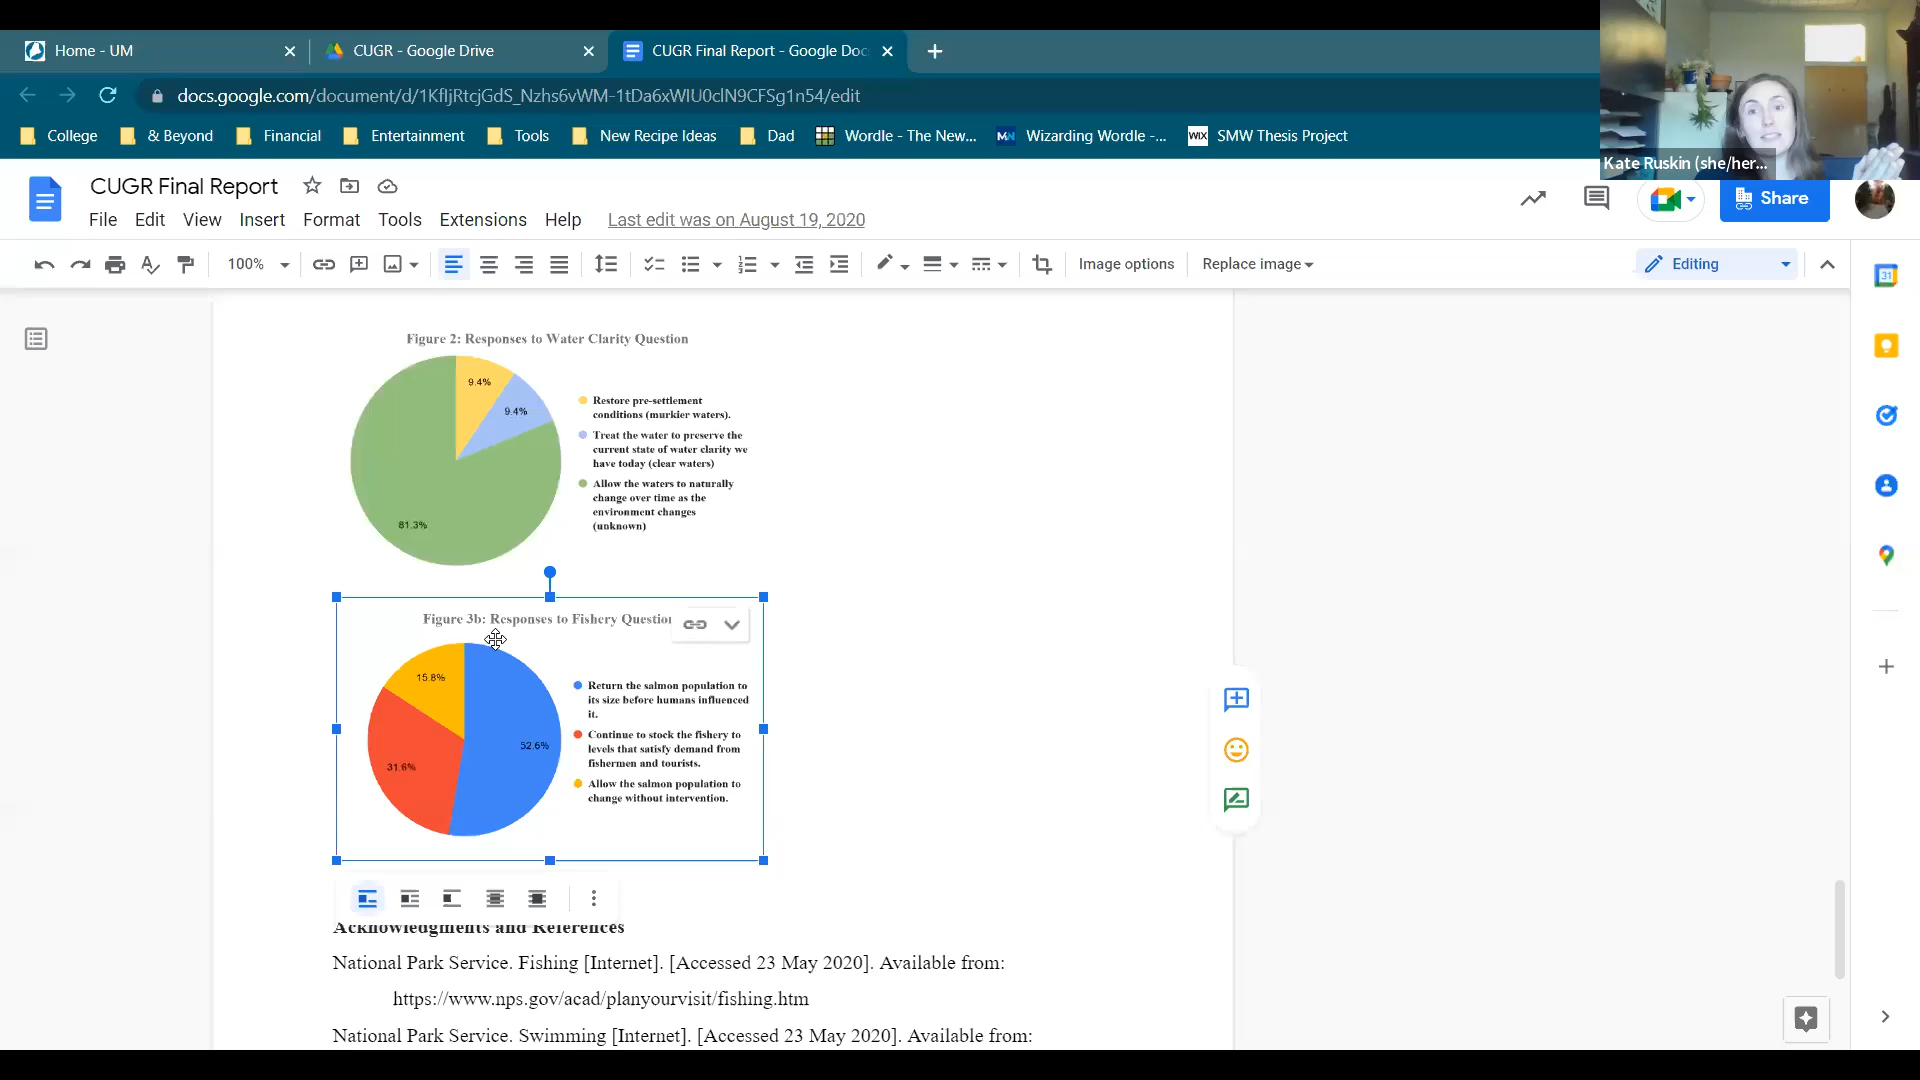 Home - UM
CUGR - Google Drive
CUGR Final Report - Google Doc
docs.google.com/document/d/1KfljRtcjGdS_Nzhs6vWM-1tDa6xWIU0clN9CFSg1n54/edit
College
& Beyond
Financial
Entertainment
Tools
New Recipe Ideas
Dad
Wordle - The New...
Wizarding Wordle -...
WIX
SMW Thesis Project
Kate Ruskin (she/her...
CUGR Final Report
Share
File Edit View Insert Format Tools Extensions Help
Last edit was on August 19, 2020
100%
Image options
Replace image
Editing
31
Figure 2: Responses to Water Clarity Question
9.4%
9.4%
81.3%
Restore pre-settlement
conditions (murkier waters).
Treat the water to preserve the
current state of water clarity we
have today (clear waters)
Allow the waters to naturally
change over time as the
environment changes
(unknown)
Figure 3b: Responses to Fishery Question
15.8%
52.6%
31.6%
Return the salmon population to
its size before humans influenced
it.
Continue to stock the fishery to
levels that satisfy demand from
fishermen and tourists.
Allow the salmon population to
change without intervention.
Acknowledgments and References
National Park Service. Fishing [Internet]. [Accessed 23 May 2020]. Available from:
https://www.nps.gov/acad/planyourvisit/fishing.htm
National Park Service. Swimming [Internet]. [Accessed 23 May 2020]. Available from: